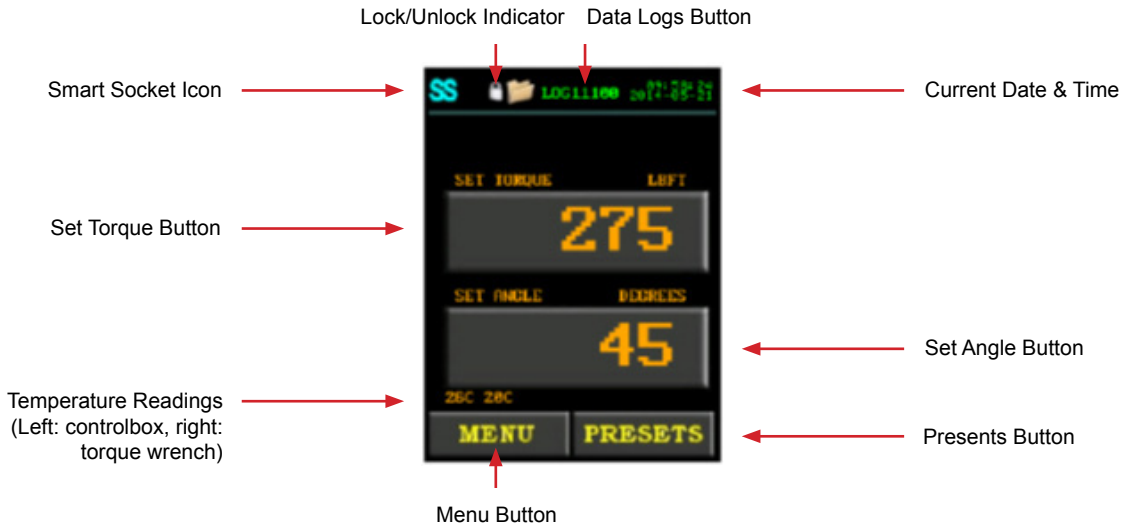 Lock/Unlock Indicator
Data Logs Button
Smart Socket Icon
SS
Current Date & Time
SET TORQUE
LBFT
Set Torque Button
275
SET ANGLE
DEGREES
45
Set Angle Button
Temperature Readings
(Left: controlbox, right:
torque wrench)
26C 20C
MENU
PRESETS
Presents Button
Menu Button